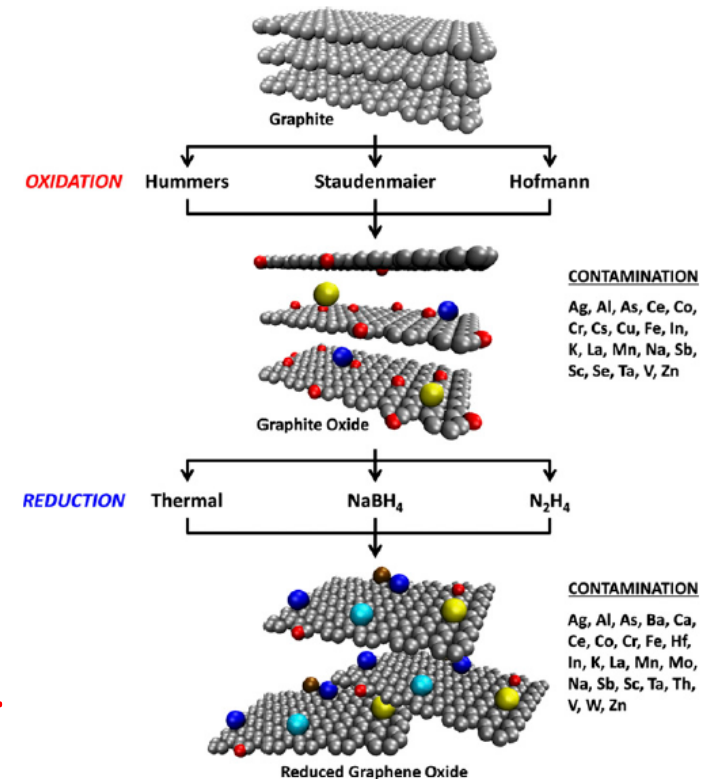 Graphite
OXIDATION Hummers Staudenmaier Hofmann
CONTAMINATION
Ag, Al, As, Ce, Co,
Cr, Cs, Cu, Fe, In,
K, La, Mn, Na, Sb,
Sc, Se, Ta, V, Zn
Graphite Oxide
REDUCTION Thermal NaBH₄ N₂H₄
CONTAMINATION
Ag, Al, As, Ba, Ca,
Ce, Co, Cr, Fe, Hf,
In, K, La, Mn, Mo,
Na, Sb, Sc, Ta, Th,
V, W, Zn
Reduced Graphene Oxide